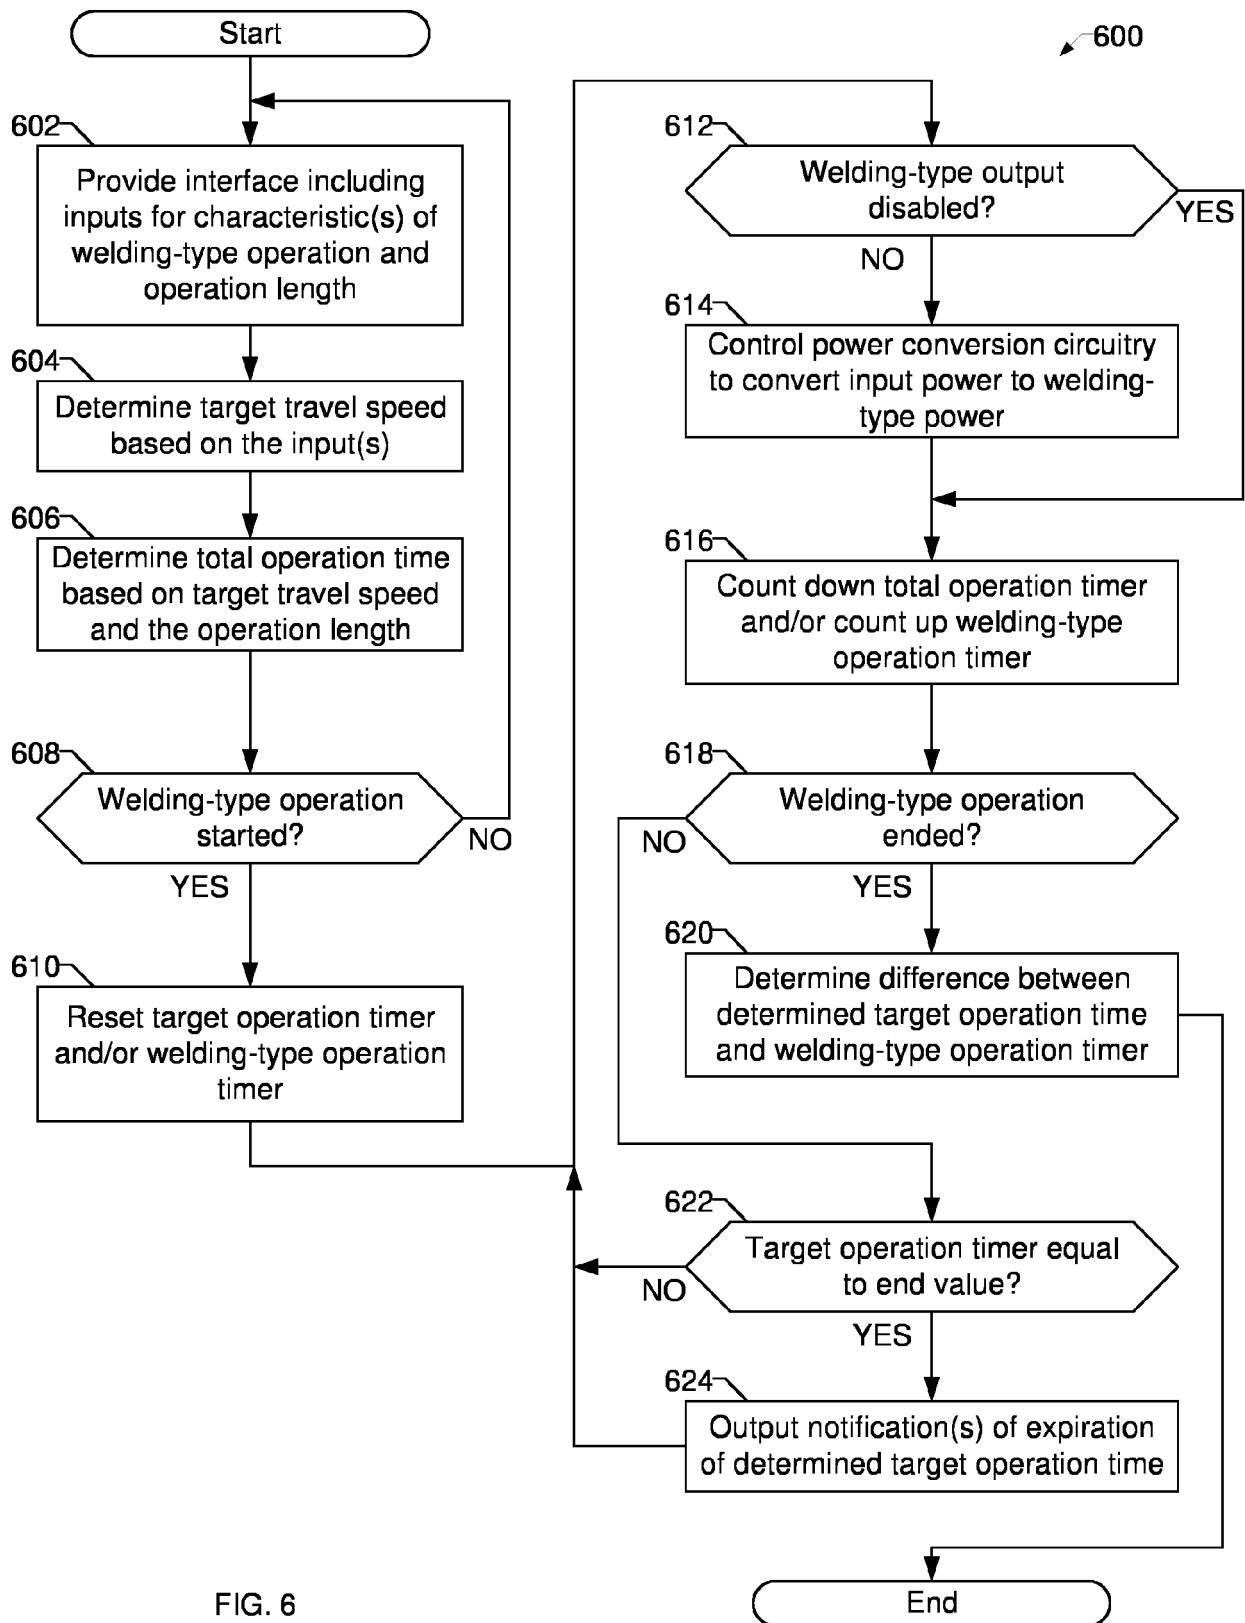 Start
600
602
Provide interface including
inputs for characteristic(s) of
welding-type operation and
operation length
604
Determine target travel speed
based on the input(s)
606
Determine total operation time
based on target travel speed
and the operation length
608
Welding-type operation
started?
NO
YES
610
Reset target operation timer
and/or welding-type operation
timer
612
Welding-type output
disabled?
YES
NO
614
Control power conversion circuitry
to convert input power to welding-
type power
616
Count down total operation timer
and/or count up welding-type
operation timer
618
Welding-type operation
ended?
NO
YES
620
Determine difference between
determined target operation time
and welding-type operation timer
622
Target operation timer equal
to end value?
NO
YES
624
Output notification(s) of expiration
of determined target operation time
End
FIG. 6